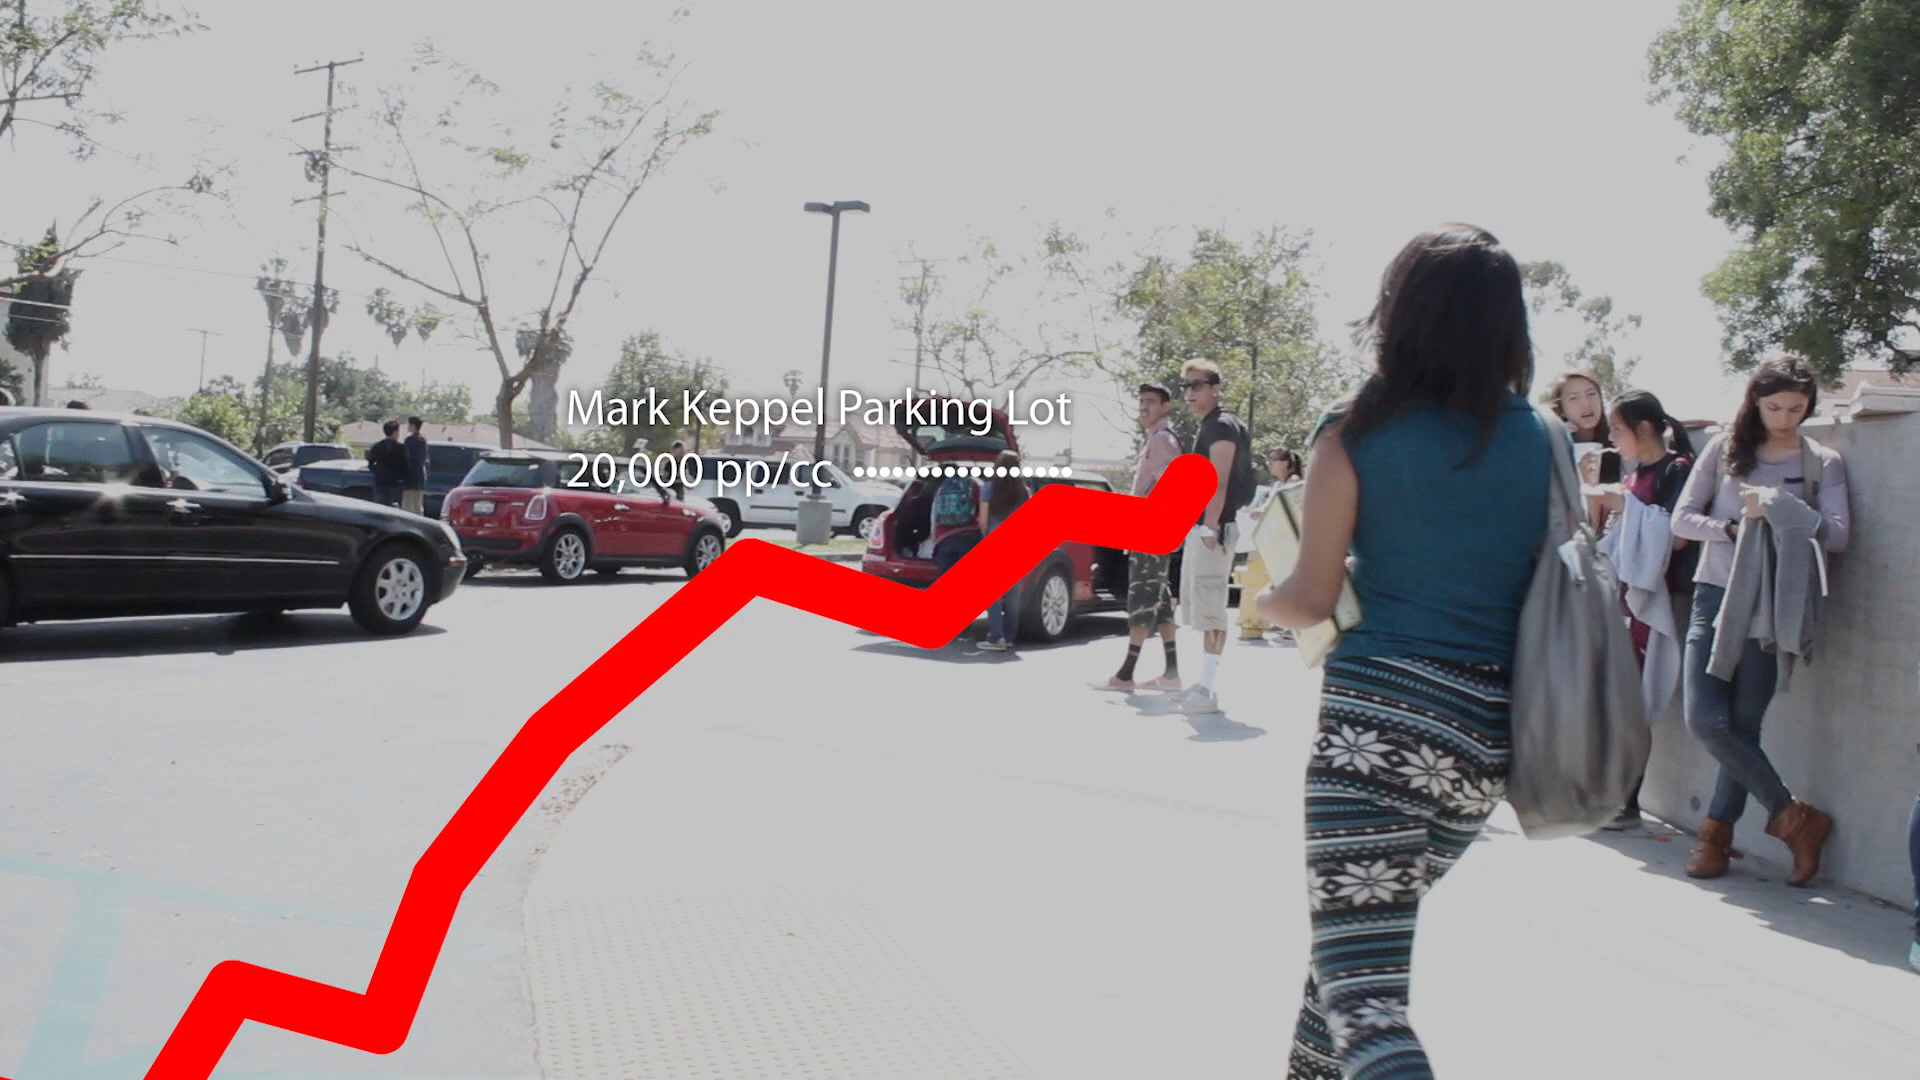 Mark Keppel Parking Lot
20,000 pp/cc •••••••••••••••••